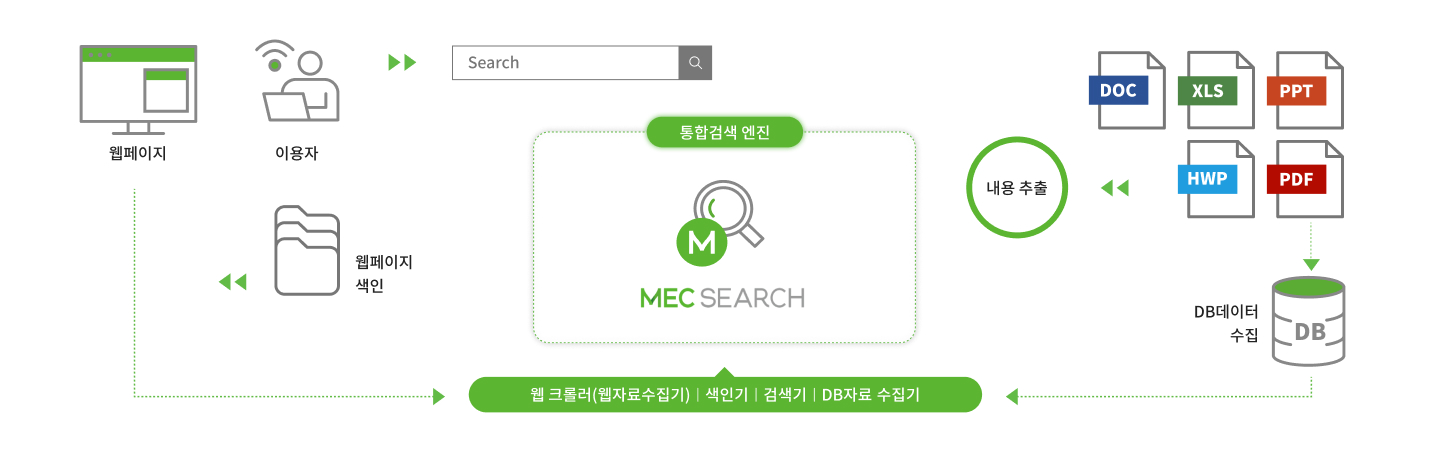 웹페이지
이용자
Search
통합검색 엔진
M
MEC SEARCH
웹페이지
색인
내용 추출
DOC
XLS
PPT
HWP
PDF
DB데이터
수집
DB
웹 크롤러(웹자료수집기) | 색인기 | 검색기 | DB자료 수집기